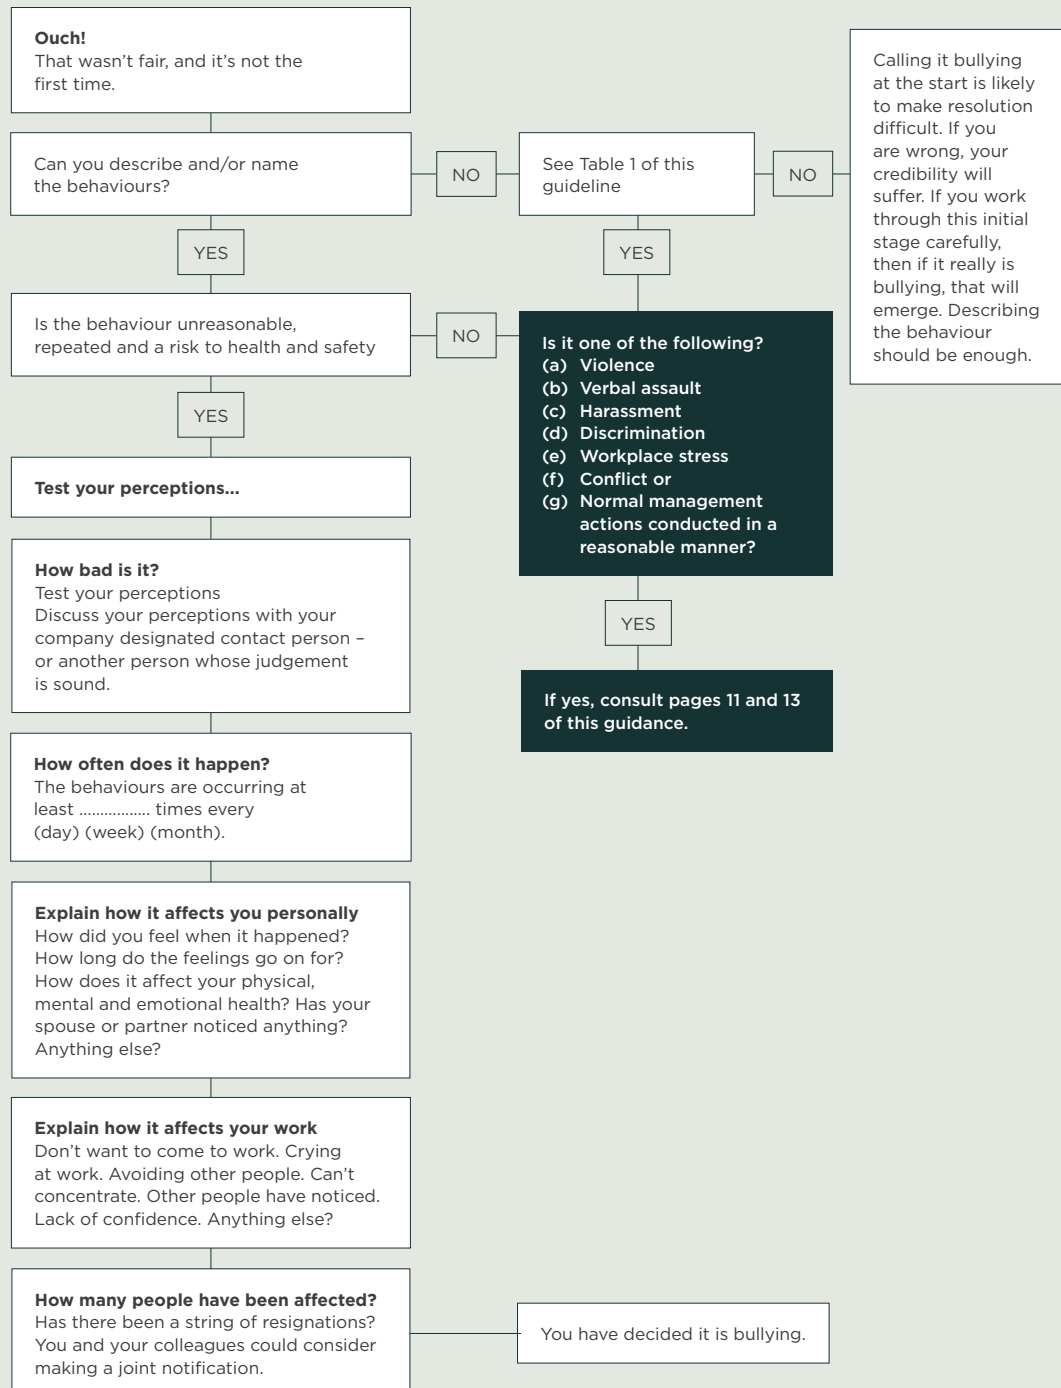 Ouch!
That wasn't fair, and it's not the
first time.
Can you describe and/or name
the behaviours?
NO
See Table 1 of this
guideline
NO
Calling it bullying
at the start is likely
to make resolution
difficult. If you
are wrong, your
credibility will
suffer. If you work
through this initial
stage carefully,
then if it really is
bullying, that will
emerge. Describing
the behaviour
should be enough.
YES
YES
Is the behaviour unreasonable,
repeated and a risk to health and safety
NO
Is it one of the following?
(a) Violence
(b) Verbal assault
(c) Harassment
(d) Discrimination
(e) Workplace stress
(f) Conflict or
(g) Normal management
actions conducted in a
reasonable manner?
YES
Test your perceptions...
How bad is it?
Test your perceptions
Discuss your perceptions with your
company designated contact person –
or another person whose judgement
is sound.
YES
If yes, consult pages 11 and 13
of this guidance.
How often does it happen?
The behaviours are occurring at
least ................. times every
(day) (week) (month).
Explain how it affects you personally
How did you feel when it happened?
How long do the feelings go on for?
How does it affect your physical,
mental and emotional health? Has your
spouse or partner noticed anything?
Anything else?
Explain how it affects your work
Don't want to come to work. Crying
at work. Avoiding other people. Can't
concentrate. Other people have noticed.
Lack of confidence. Anything else?
How many people have been affected?
Has there been a string of resignations?
You and your colleagues could consider
making a joint notification.
You have decided it is bullying.